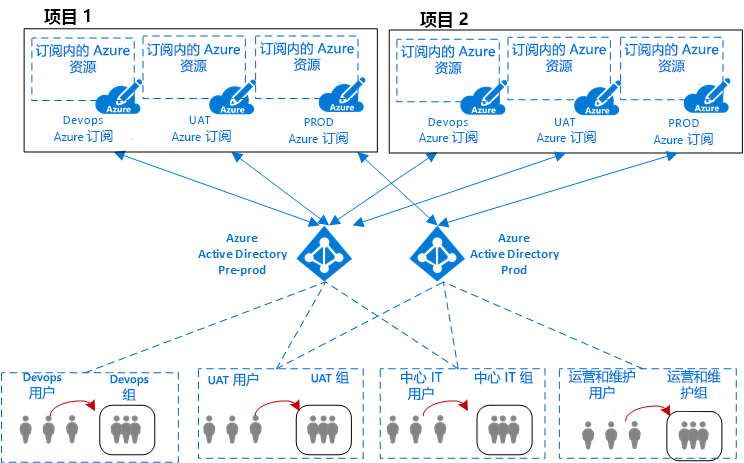 项目 1
项目 2
订阅内的 Azure
资源
订阅内的 Azure
资源
订阅内的 Azure
资源
订阅内的 Azure
资源
订阅内的 Azure
资源
订阅内的 Azure
资源
Azure
Azure
Azure
Azure
Azure
Azure
Devops
Azure 订阅
UAT
Azure 订阅
PROD
Azure 订阅
Devops
Azure 订阅
UAT
Azure 订阅
PROD
Azure 订阅
Azure
Active Directory
Pre-prod
Azure
Active Directory
Prod
Devops
用户
Devops
组
UAT 用户
UAT 组
中心 IT
用户
中心 IT 组
运营和维护
用户
运营和维
护组